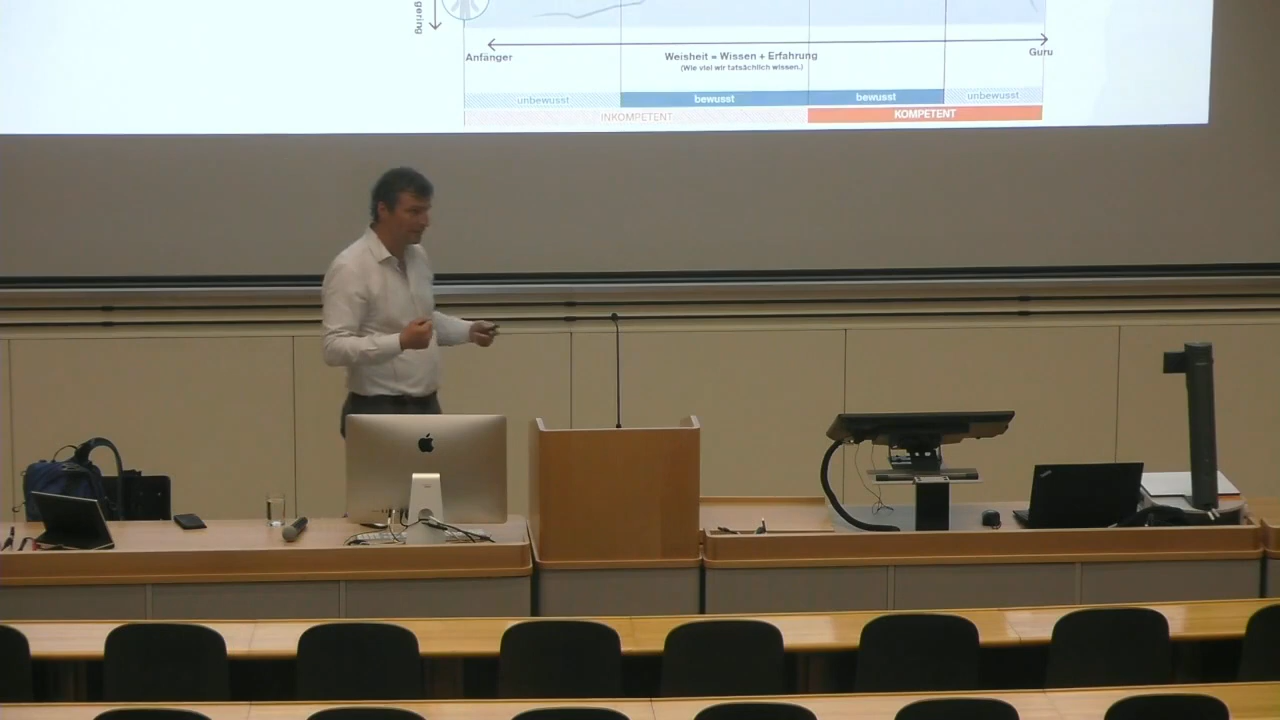 gering
Anfänger
Weisheit = Wissen + Erfahrung
Guru
(Wie viel wir tatsächlich wissen.)
unbewusst bewusst bewusst unbewusst
INKOMPETENT KOMPETENT